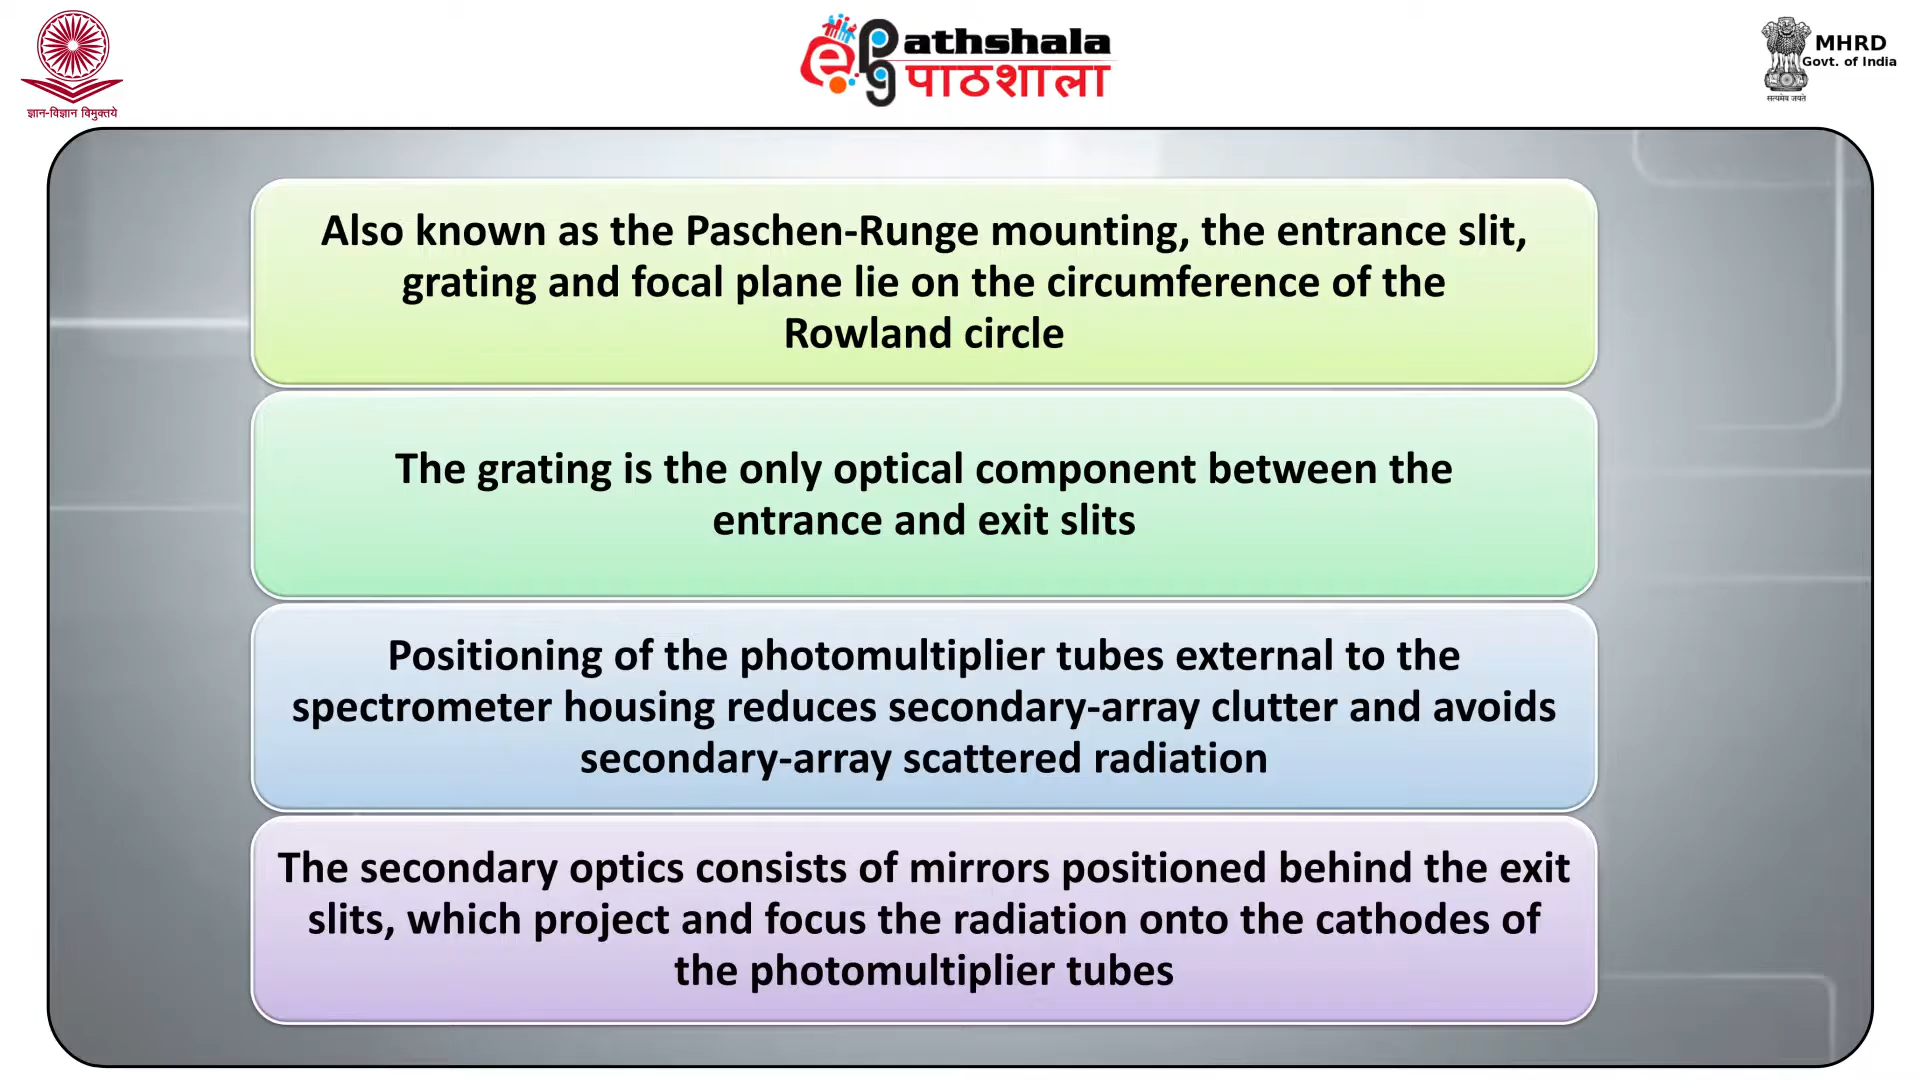 ज्ञान-विज्ञान विमुक्तये
e Pg athshala
पाठशाला
सत्यमेव जयते
MHRD
Govt. of India
Also known as the Paschen-Runge mounting, the entrance slit,
grating and focal plane lie on the circumference of the
Rowland circle
The grating is the only optical component between the
entrance and exit slits
Positioning of the photomultiplier tubes external to the
spectrometer housing reduces secondary-array clutter and avoids
secondary-array scattered radiation
The secondary optics consists of mirrors positioned behind the exit
slits, which project and focus the radiation onto the cathodes of
the photomultiplier tubes